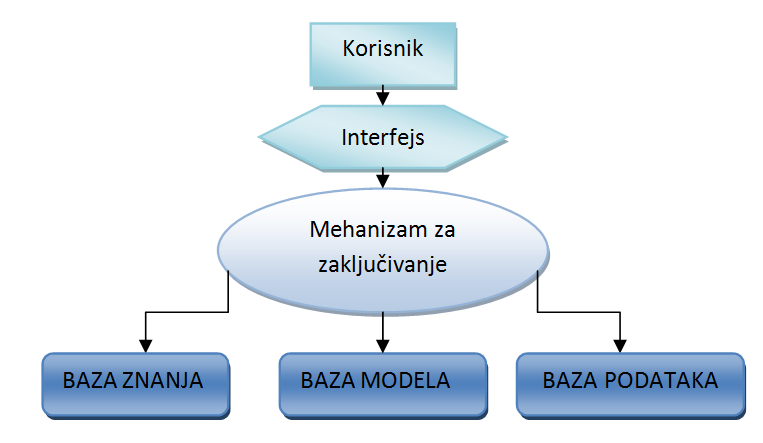 Korisnik
Interfejs
Mehanizam za
zaključivanje
BAZA ZNANJA
BAZA MODELA
BAZA PODATAKA